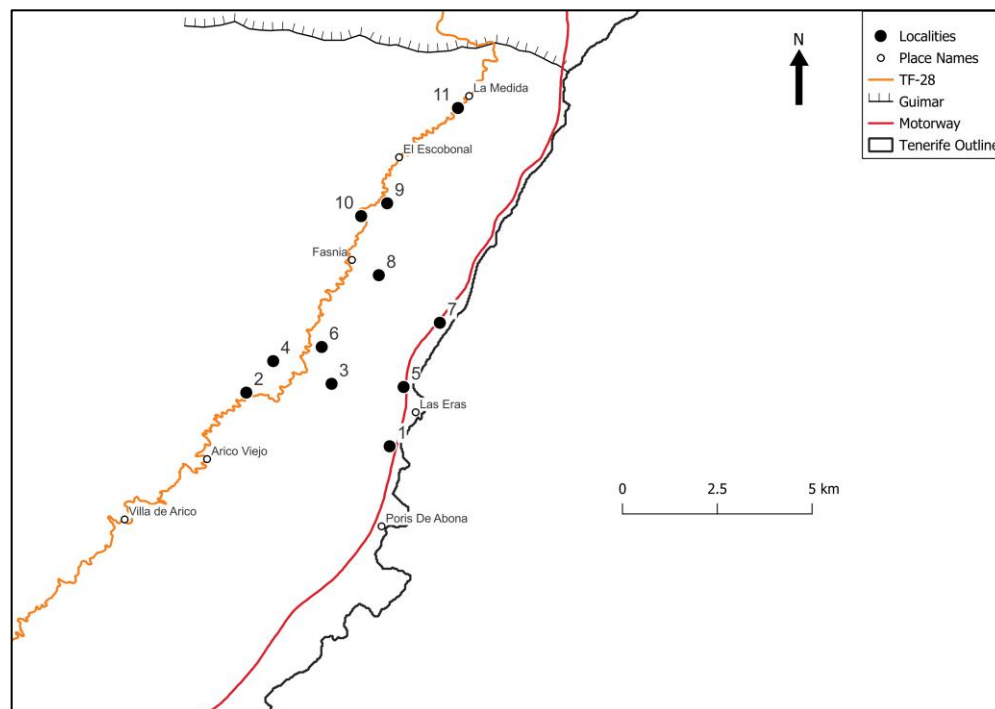 N
Localities
Place Names
TF-28
Guimar
Motorway
Tenerife Outline
La Medida
11
El Escobonal
9
10
Fasnia
8
7
6
4
3
2
5
Las Eras
1
Arico Viejo
Villa de Arico
Poris De Abona
0 2.5 5 km